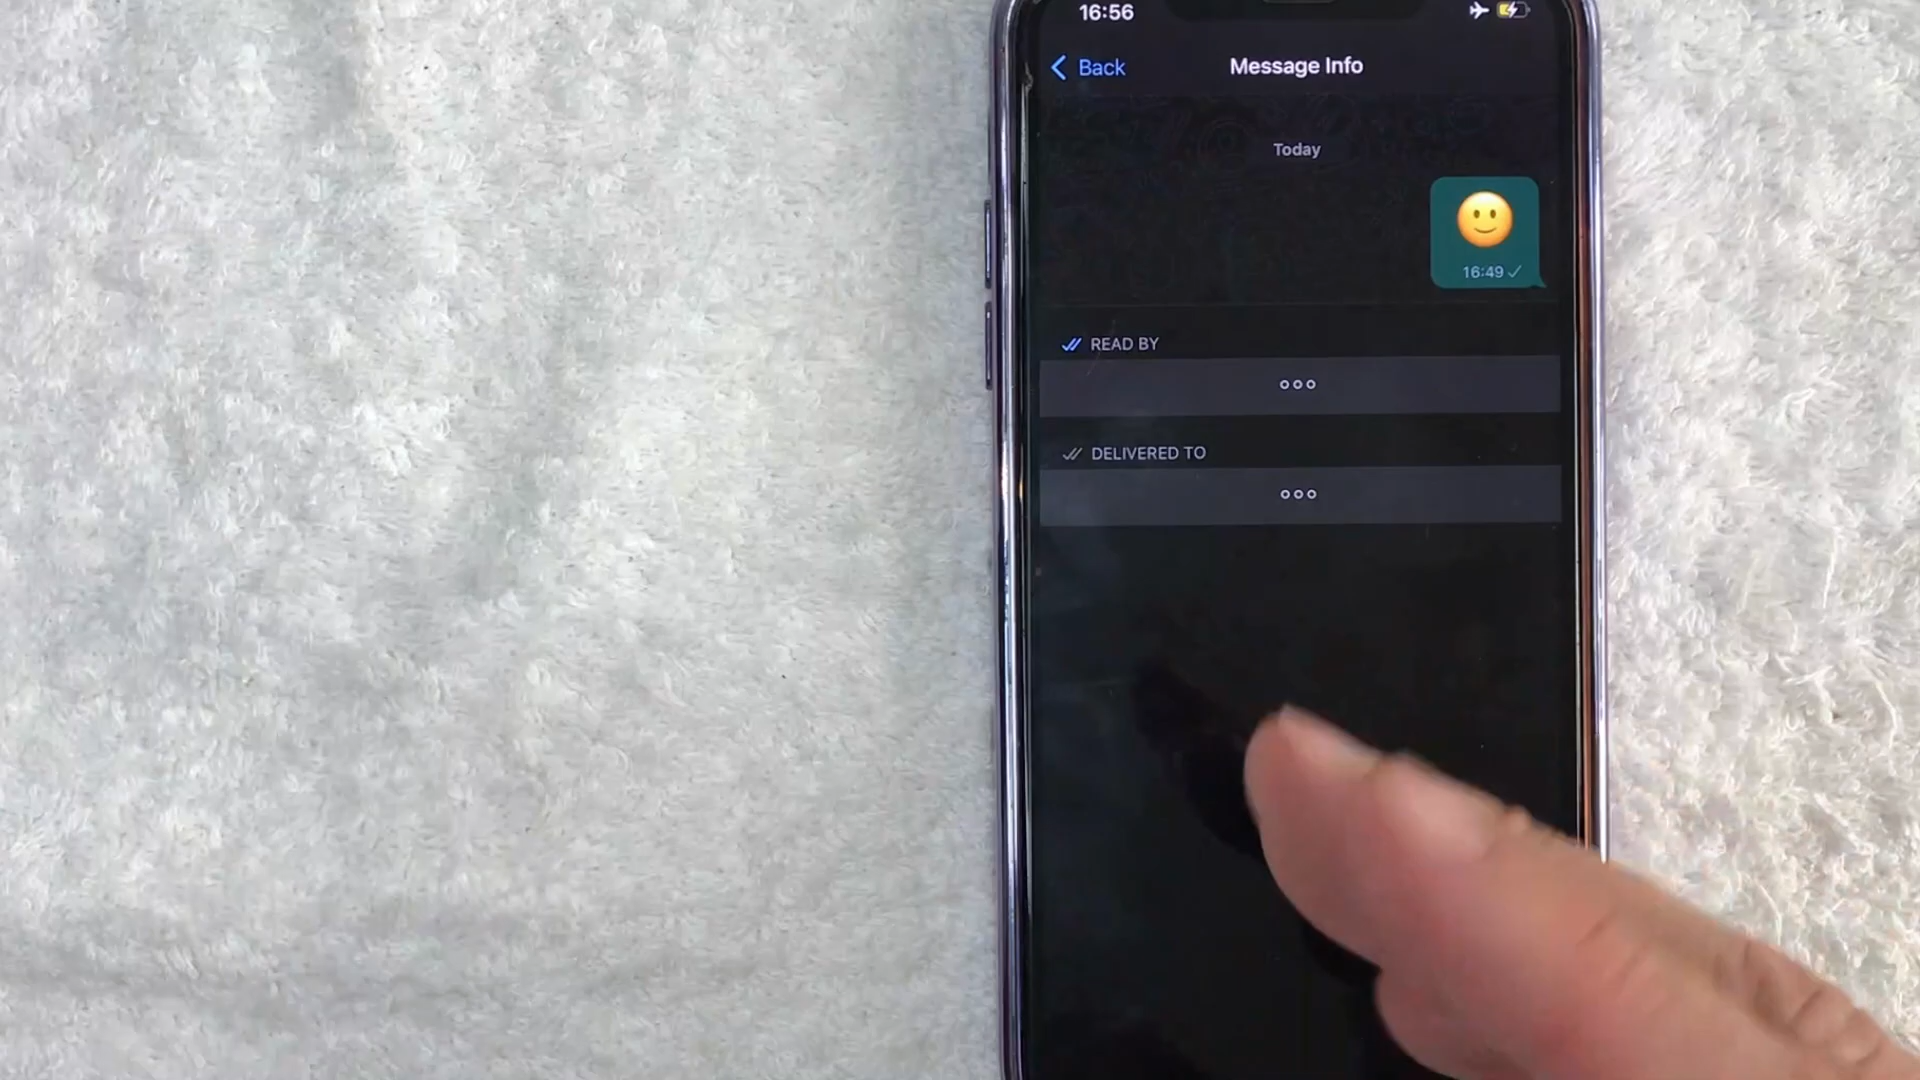 16:56
Back
Message Info
Today
🙂
16:49
READ BY
DELIVERED TO